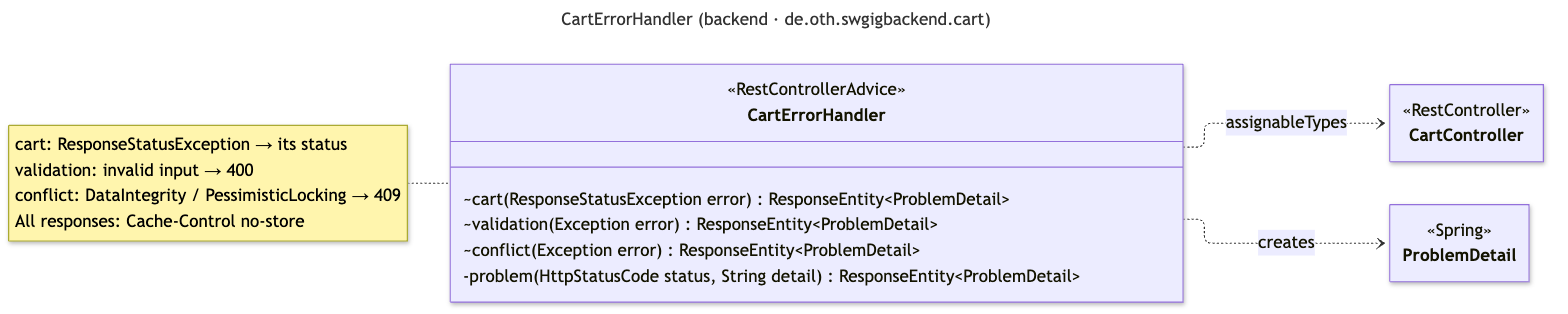 CartErrorHandler (backend · de.oth.swgigbackend.cart)
cart: ResponseStatusException → its status
validation: invalid input → 400
conflict: DataIntegrity / PessimisticLocking → 409
All responses: Cache-Control no-store
«RestControllerAdvice»
CartErrorHandler
~cart(ResponseStatusException error) : ResponseEntity<ProblemDetail>
~validation(Exception error) : ResponseEntity<ProblemDetail>
~conflict(Exception error) : ResponseEntity<ProblemDetail>
-problem(HttpStatusCode status, String detail) : ResponseEntity<ProblemDetail>
assignableTypes
«RestController»
CartController
creates
«Spring»
ProblemDetail